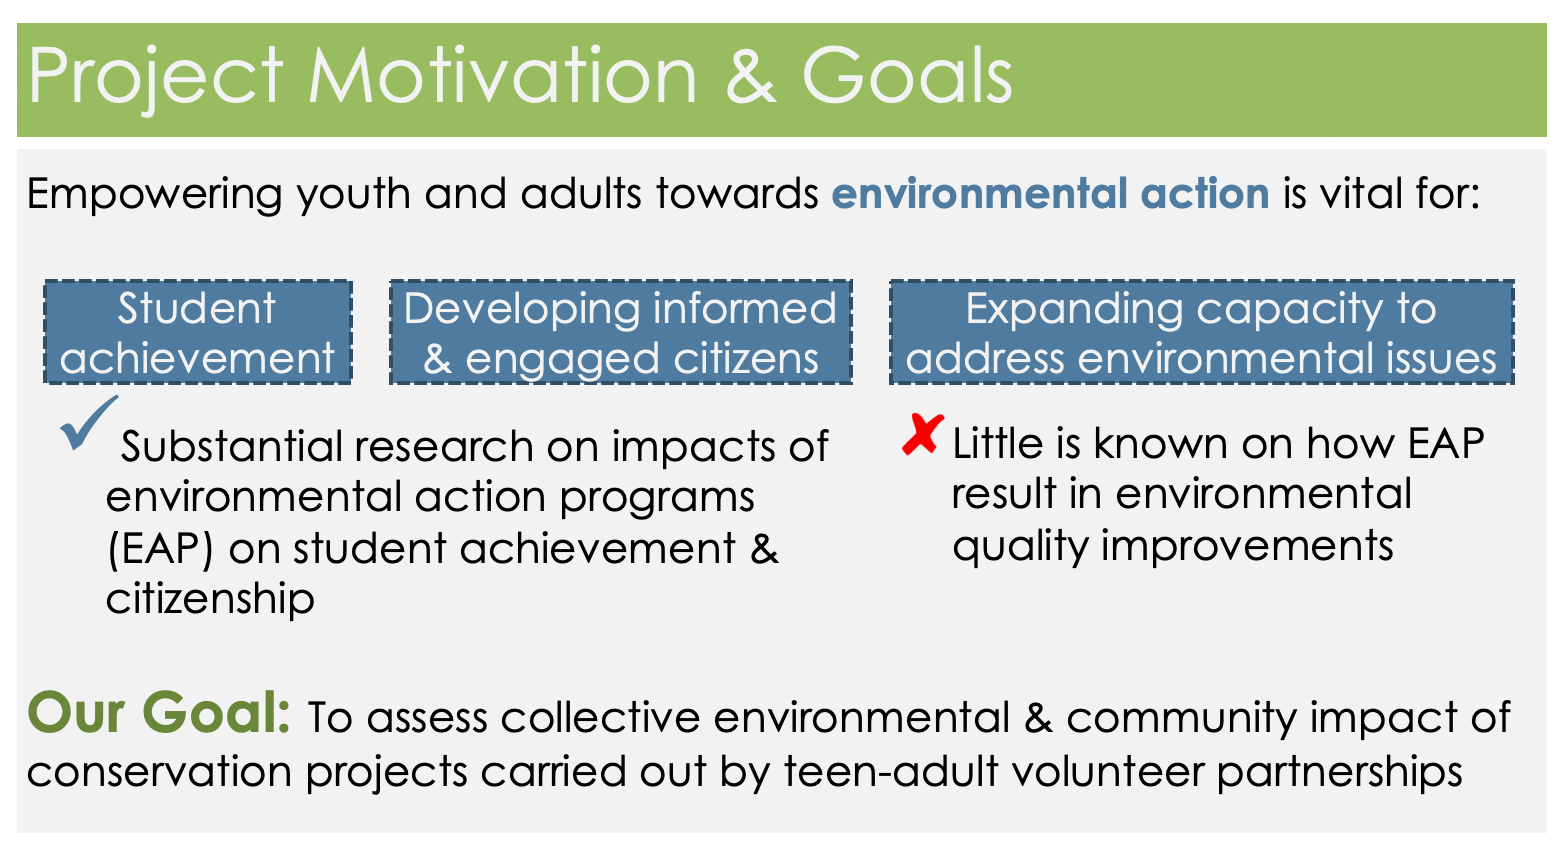 Project Motivation & Goals
Empowering youth and adults towards environmental action is vital for:
Student
achievement
Developing informed
& engaged citizens
Expanding capacity to
address environmental issues
Substantial research on impacts of
environmental action programs
(EAP) on student achievement &
citizenship
Little is known on how EAP
result in environmental
quality improvements
Our Goal: To assess collective environmental & community impact of
conservation projects carried out by teen-adult volunteer partnerships